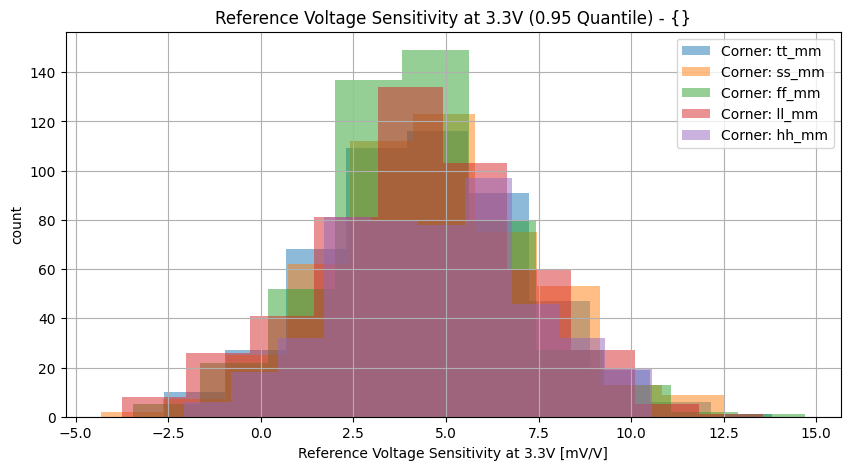 Reference Voltage Sensitivity at 3.3V (0.95 Quantile) - {}
Corner: tt_mm
Corner: ss_mm
Corner: ff_mm
Corner: ll_mm
Corner: hh_mm
count
140
120
100
80
60
40
20
0
−5.0 −2.5 0.0 2.5 5.0 7.5 10.0 12.5 15.0
Reference Voltage Sensitivity at 3.3V [mV/V]